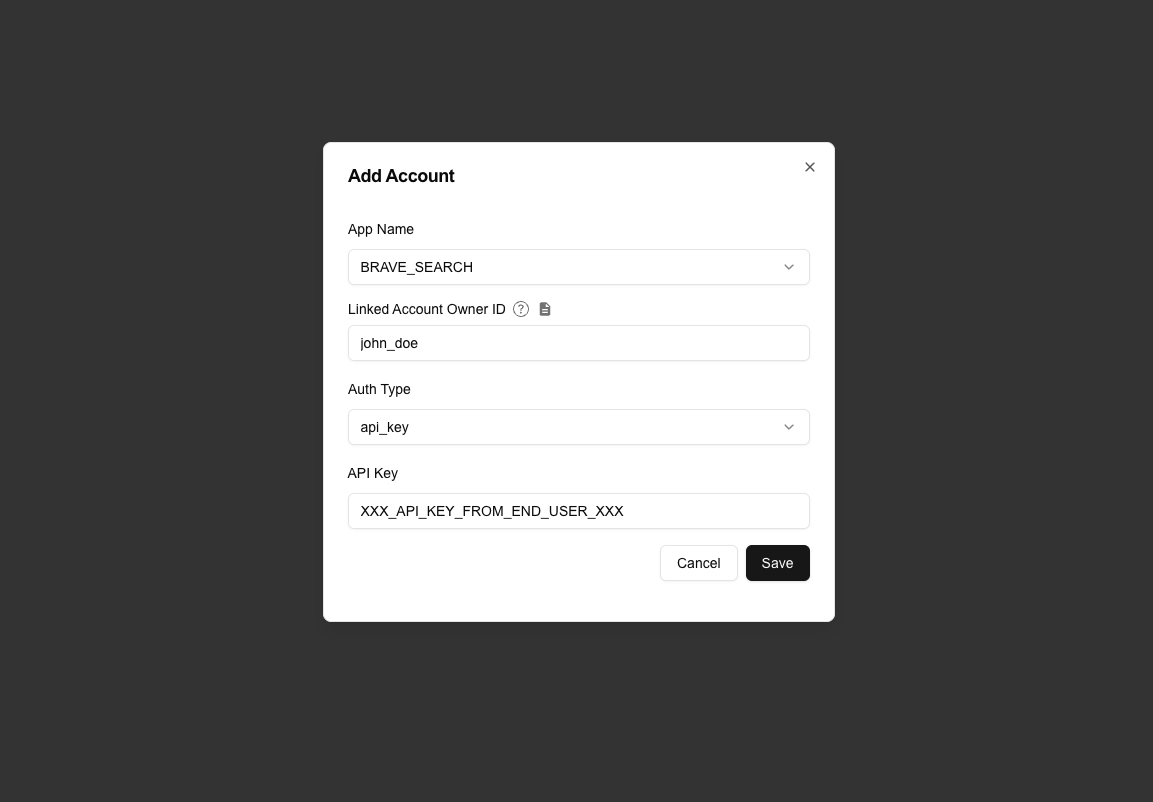 Add Account
App Name
BRAVE_SEARCH
Linked Account Owner ID ?
john_doe
Auth Type
api_key
API Key
XXX_API_KEY_FROM_END_USER_XXX
Cancel Save